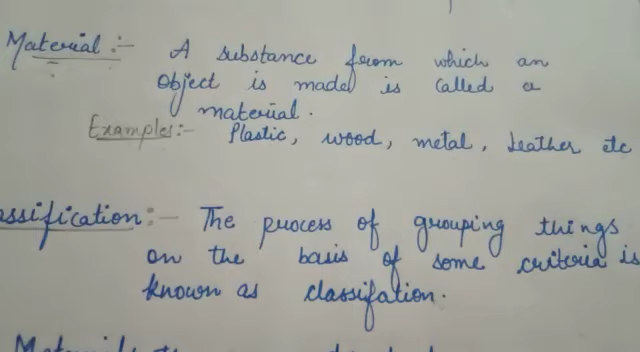 Material :- A substance from which an
object is made is called a
material.
Examples:- Plastic, wood, metal, Leather etc
assification :- The process of grouping things
on the basis of some criteria is
known as classifation.